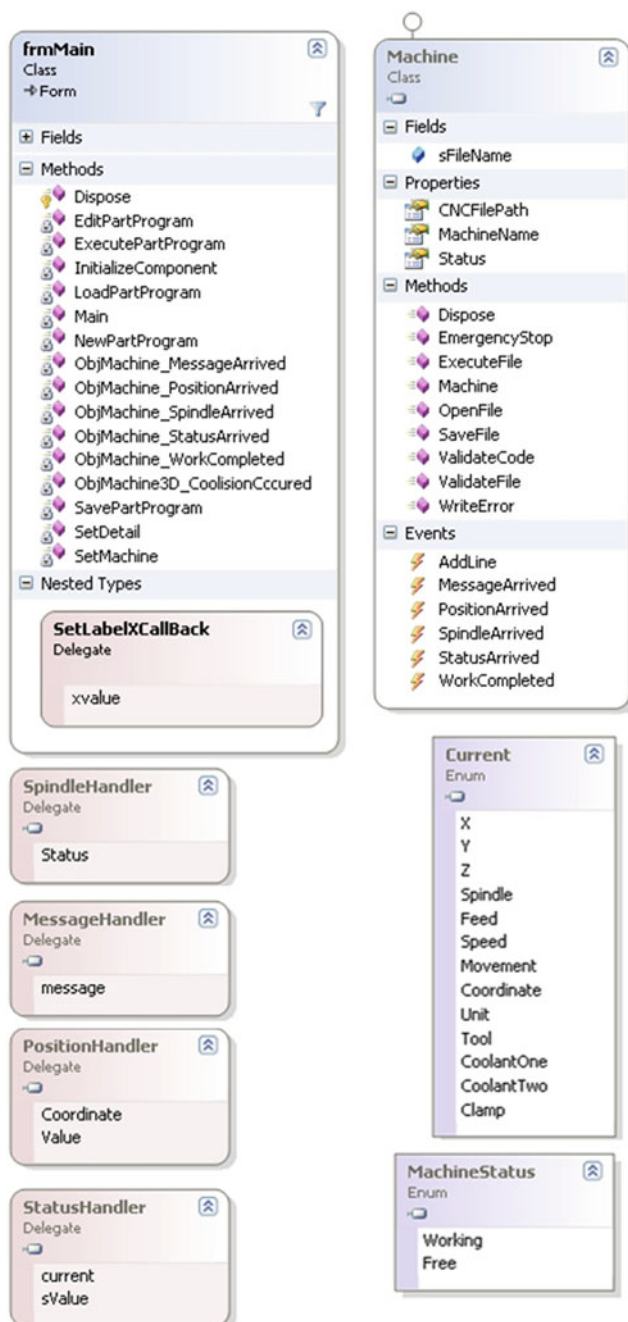 frmMain
Class
Form
Fields
Methods
Dispose
EditPartProgram
ExecutePartProgram
InitializeComponent
LoadPartProgram
Main
NewPartProgram
ObjMachine_MessageArrived
ObjMachine_PositionArrived
ObjMachine_SpindleArrived
ObjMachine_StatusArrived
ObjMachine_WorkCompleted
ObjMachine3D_CoolisionCccured
SavePartProgram
SetDetail
SetMachine
Nested Types
SetLabelXCallBack
Delegate
xvalue
SpindleHandler
Delegate
Status
MessageHandler
Delegate
message
PositionHandler
Delegate
Coordinate
Value
StatusHandler
Delegate
current
sValue
Machine
Class
Fields
sFileName
Properties
CNCFilePath
MachineName
Status
Methods
Dispose
EmergencyStop
ExecuteFile
Machine
OpenFile
SaveFile
ValidateCode
ValidateFile
WriteError
Events
AddLine
MessageArrived
PositionArrived
SpindleArrived
StatusArrived
WorkCompleted
Current
Enum
X
Y
Z
Spindle
Feed
Speed
Movement
Coordinate
Unit
Tool
CoolantOne
CoolantTwo
Clamp
MachineStatus
Enum
Working
Free